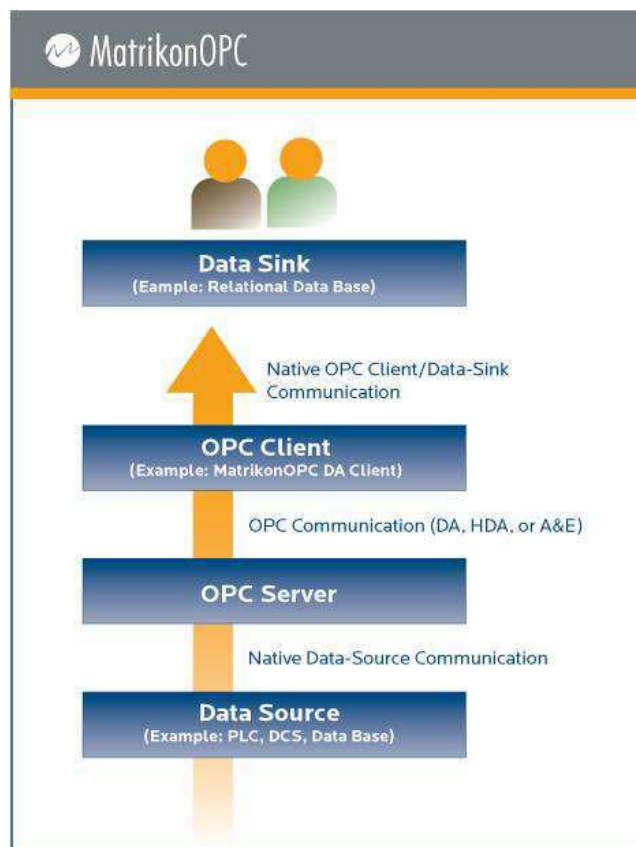 MatrikonOPC
Data Sink
(Eample: Relational Data Base)
Native OPC Client/Data-Sink
Communication
OPC Client
(Example: MatrikonOPC DA Client)
OPC Communication (DA, HDA, or A&E)
OPC Server
Native Data-Source Communication
Data Source
(Example: PLC, DCS, Data Base)